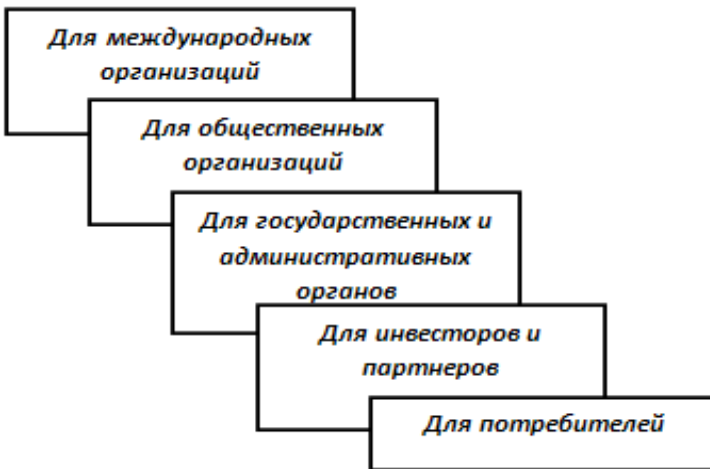 Для международных
организаций
Для общественных
организаций
Для государственных и
административных
органов
Для инвесторов и
партнеров
Для потребителей